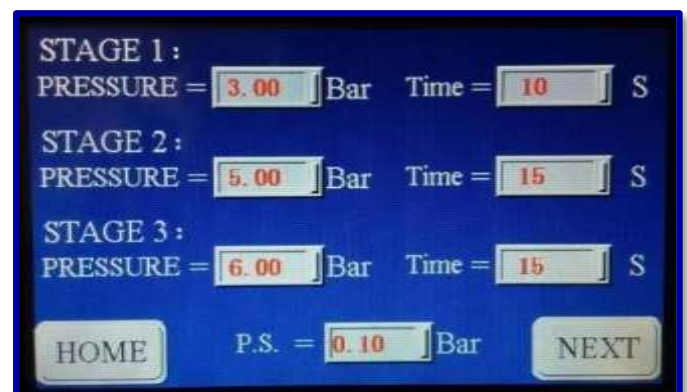 STAGE 1:
PRESSURE = 3.00 Bar Time = 10 S
STAGE 2:
PRESSURE = 5.00 Bar Time = 15 S
STAGE 3:
PRESSURE = 6.00 Bar Time = 15 S
HOME P.S. = 0.10 Bar NEXT